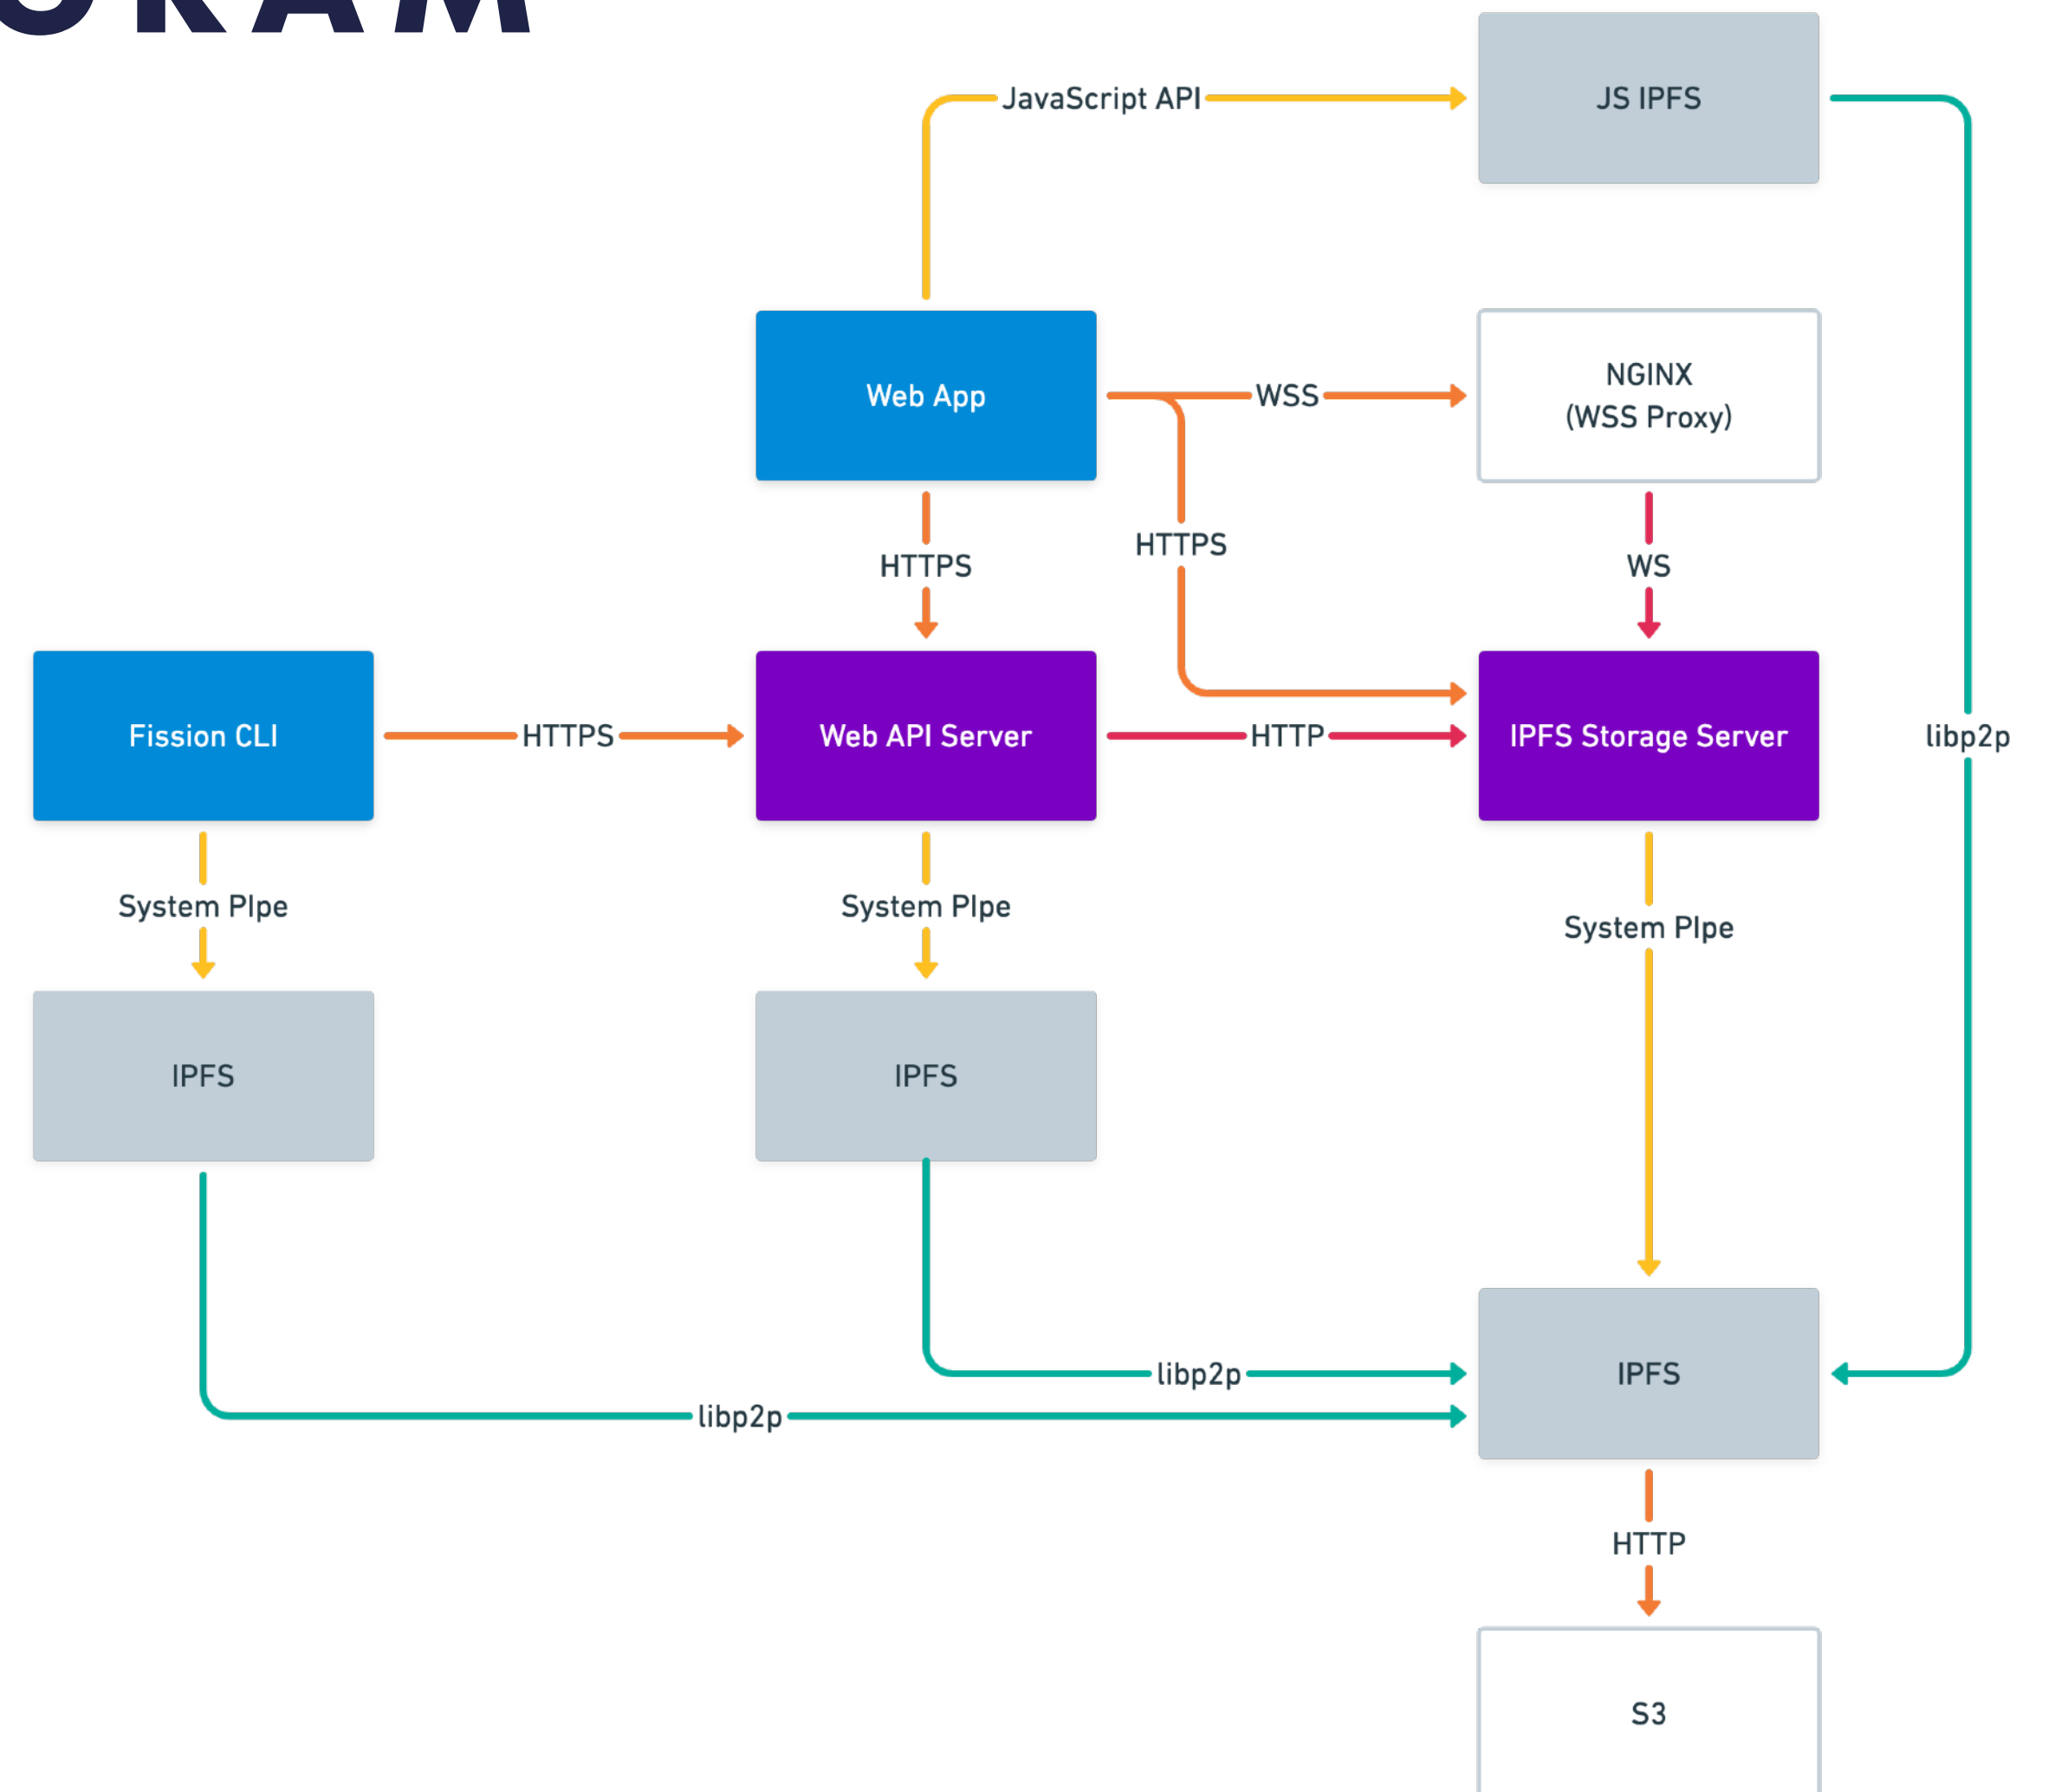 JavaScript API
JS IPFS
Web App
WSS
NGINX
(WSS Proxy)
HTTPS
HTTPS
WS
Fission CLI
HTTPS
Web API Server
HTTP
IPFS Storage Server
libp2p
System PIpe
System PIpe
System PIpe
IPFS
IPFS
libp2p
IPFS
libp2p
HTTP
S3